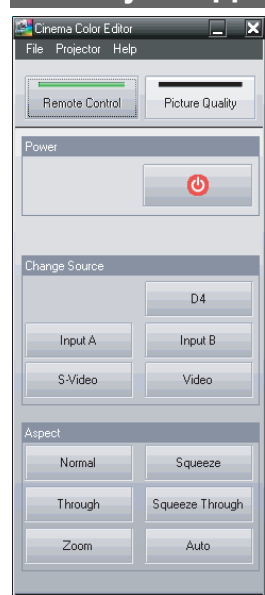 Cinema Color Editor
File Projector Help
Remote Control Picture Quality
Power
Change Source
D4
Input A Input B
S-Video Video
Aspect
Normal Squeeze
Through Squeeze Through
Zoom Auto